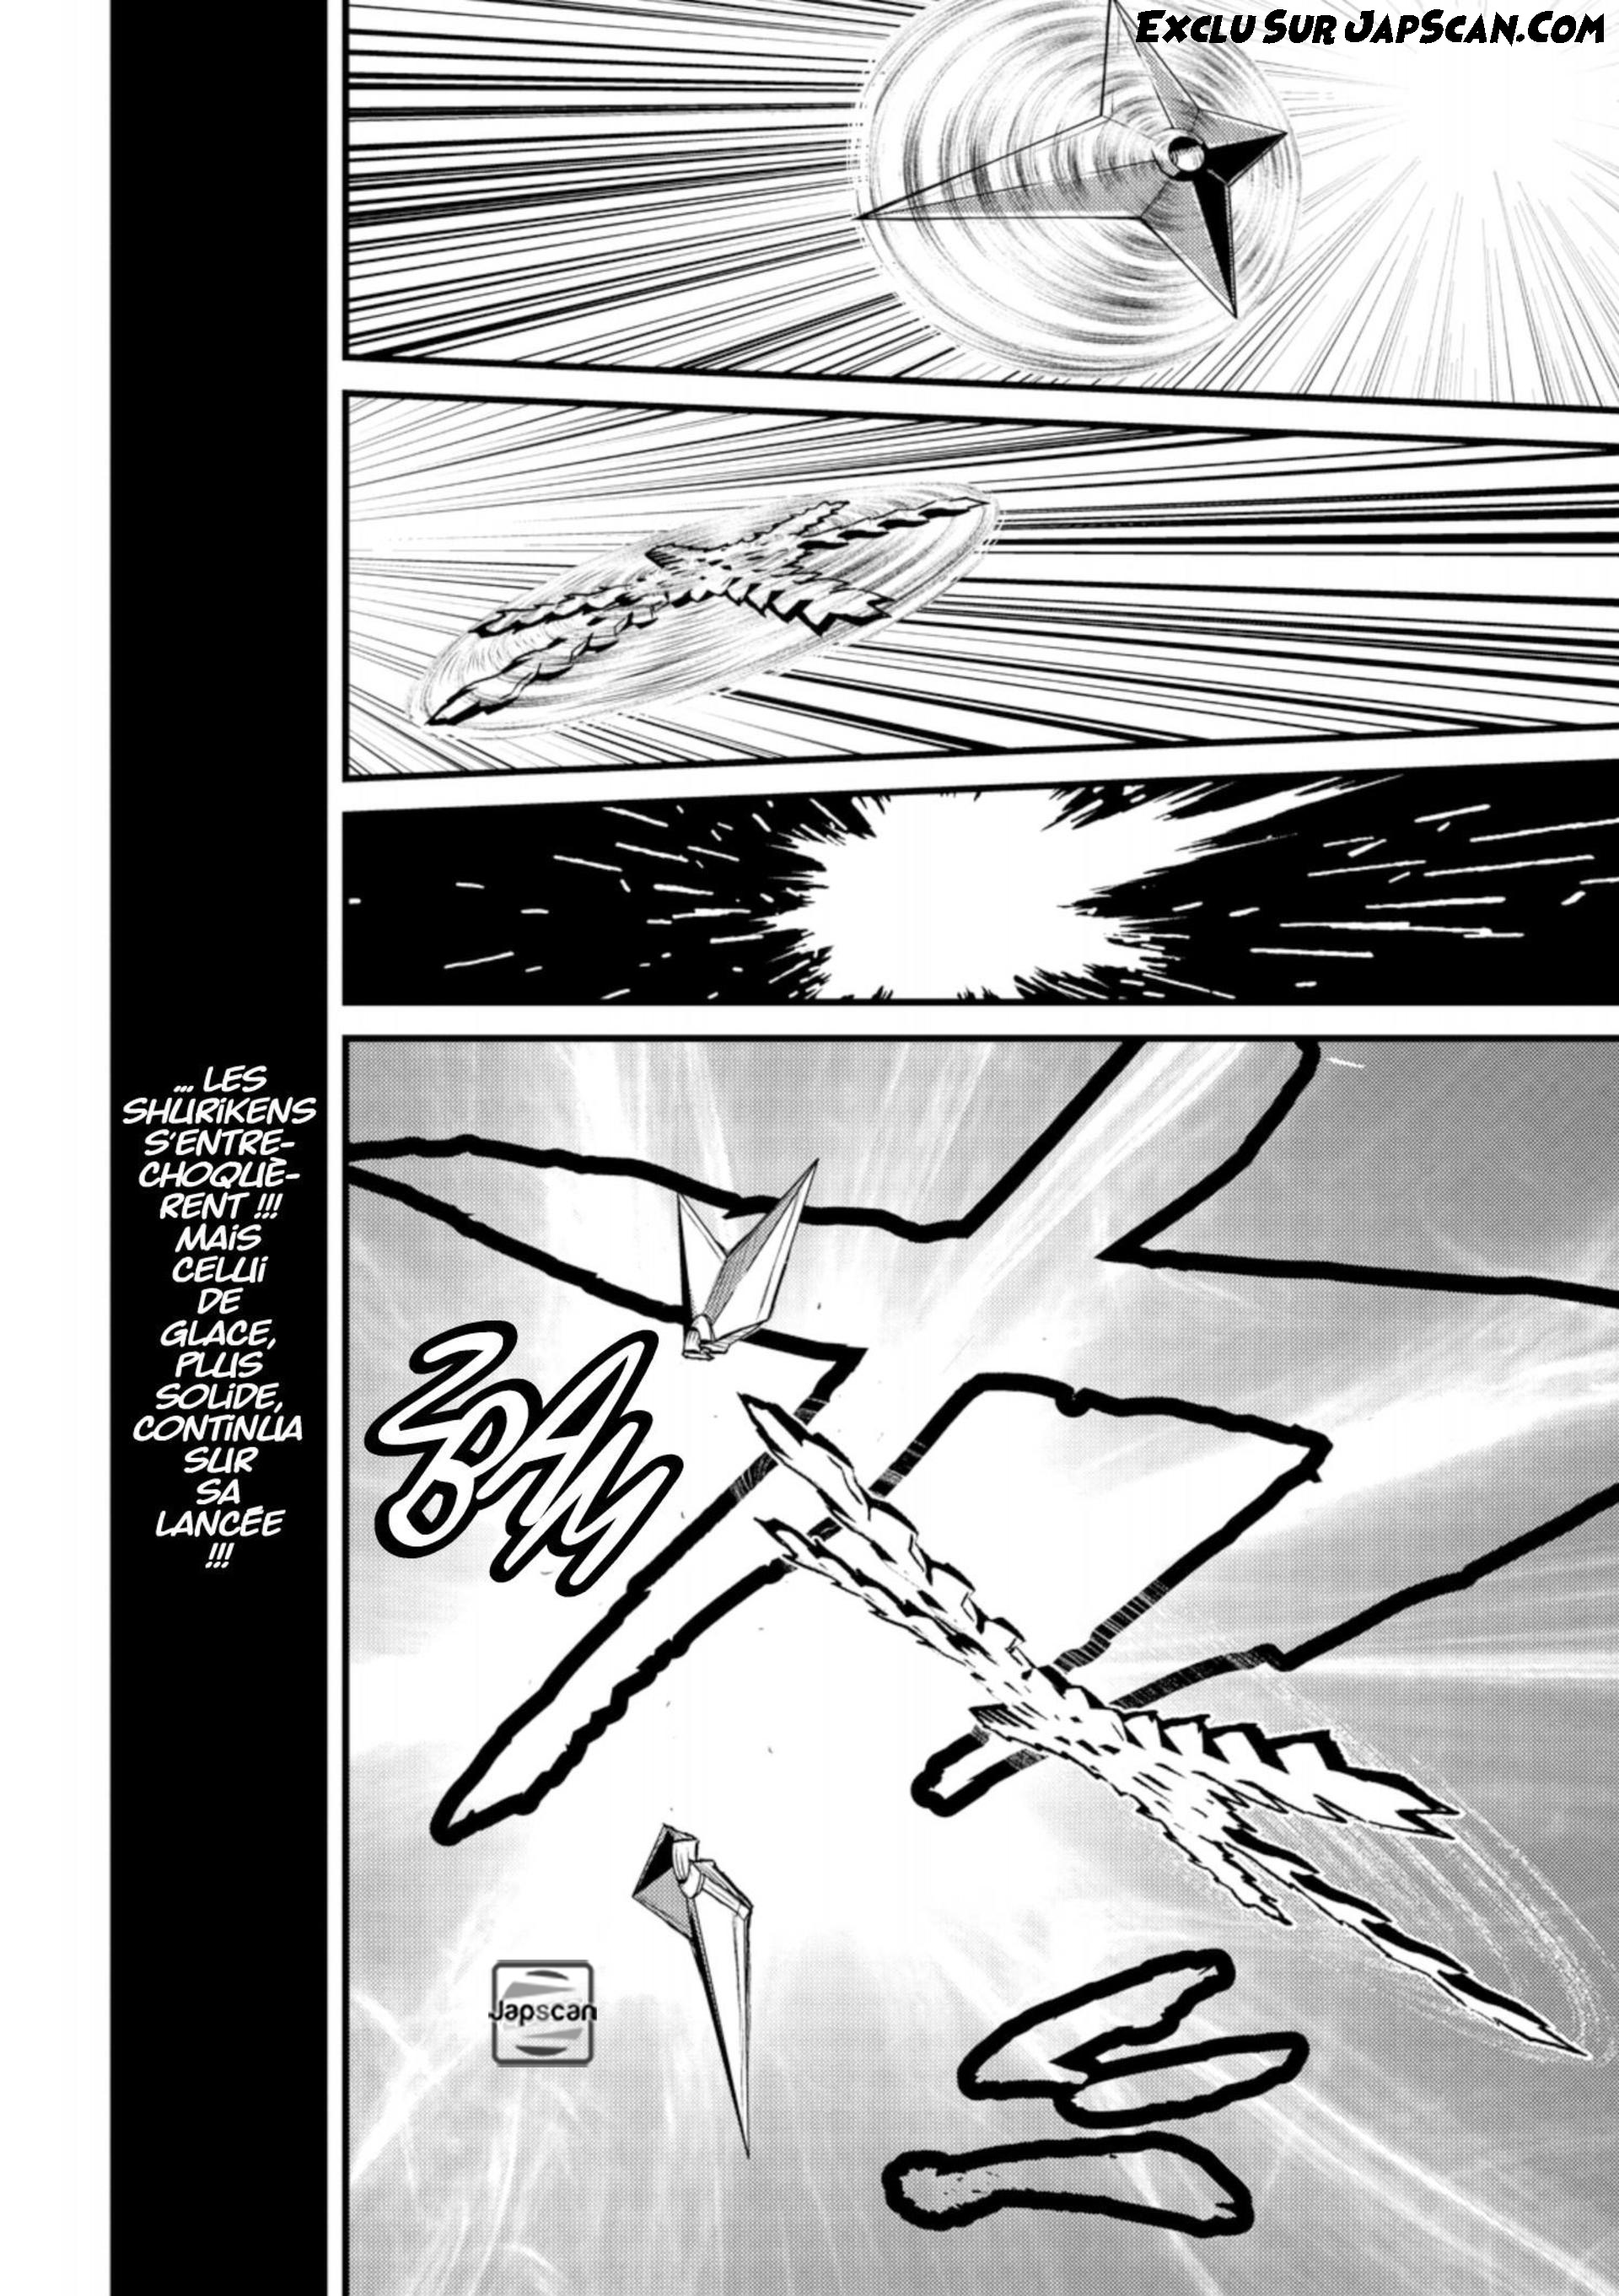 EXCLU SUR JAPSCAN.COM
... LES
SHURIKENS
S'ENTRE-
CHOQUÈ-
RENT !!!
MAIS
CELUI
DE
GLACE,
PLUS
SOLIDE,
CONTINUA
SUR
SA
LANCÉE
!!!
ZBAM
Japscan